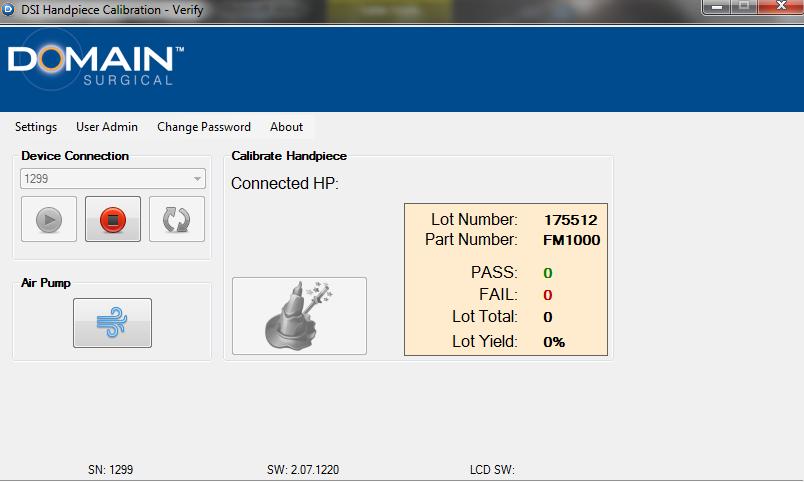 DSI Handpiece Calibration - Verify
DOMAIN™
SURGICAL
Settings User Admin Change Password About
Device Connection
1299
Calibrate Handpiece
Connected HP:
Lot Number: 175512
Part Number: FM1000
PASS: 0
FAIL: 0
Lot Total: 0
Lot Yield: 0%
Air Pump
SN: 1299 SW: 2.07.1220 LCD SW: